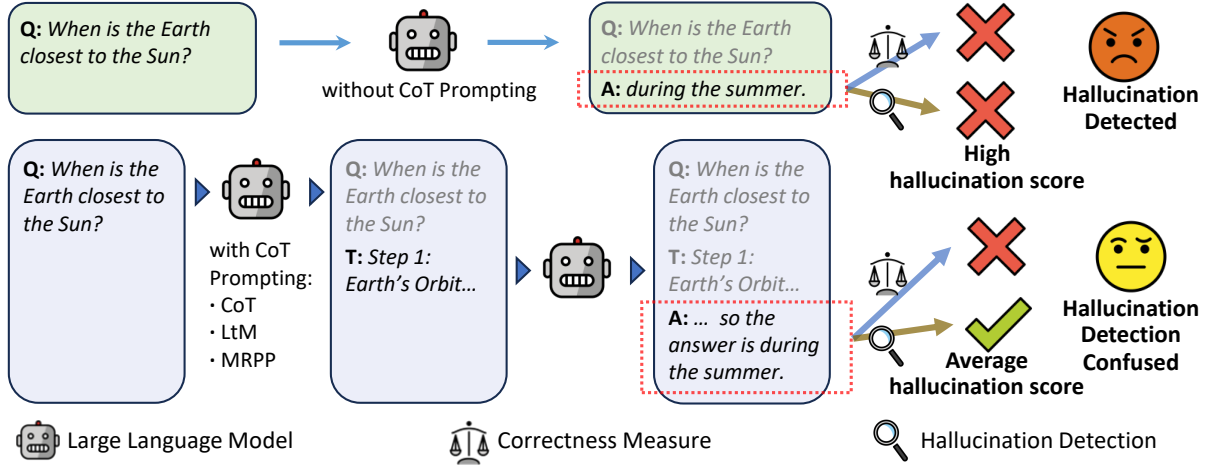 Q: When is the Earth
closest to the Sun?
without CoT Prompting
Q: When is the Earth
closest to the Sun?
A: during the summer.
High
hallucination score
Hallucination
Detected
Q: When is the
Earth closest to
the Sun?
with CoT
Prompting:
· CoT
· LtM
· MRPP
Q: When is the
Earth closest to
the Sun?
T: Step 1:
Earth's Orbit...
Q: When is the
Earth closest to
the Sun?
T: Step 1:
Earth's Orbit...
A: ... so the
answer is during
the summer.
Average
hallucination score
Hallucination
Detection
Confused
Large Language Model
Correctness Measure
Hallucination Detection